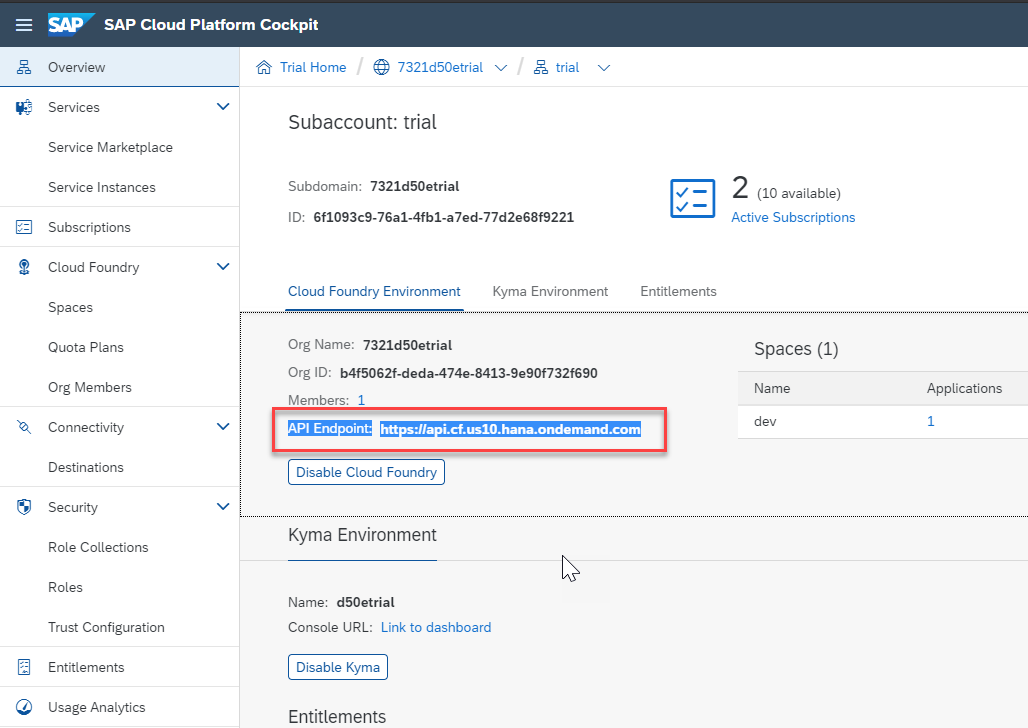 SAP SAP Cloud Platform Cockpit
Overview
Services
Service Marketplace
Service Instances
Subscriptions
Cloud Foundry
Spaces
Quota Plans
Org Members
Connectivity
Destinations
Security
Role Collections
Roles
Trust Configuration
Entitlements
Usage Analytics
Trial Home / 7321d50etrial / trial
Subaccount: trial
Subdomain: 7321d50etrial
ID: 6f1093c9-76a1-4fb1-a7ed-77d2e68f9221
2 (10 available)
Active Subscriptions
Cloud Foundry Environment Kyma Environment Entitlements
Org Name: 7321d50etrial
Org ID: b4f5062f-deda-474e-8413-9e90f732f690
Members: 1
API Endpoint: https://api.cf.us10.hana.ondemand.com
Disable Cloud Foundry
Spaces (1)
Name Applications
dev 1
Kyma Environment
Name: d50etrial
Console URL: Link to dashboard
Disable Kyma
Entitlements